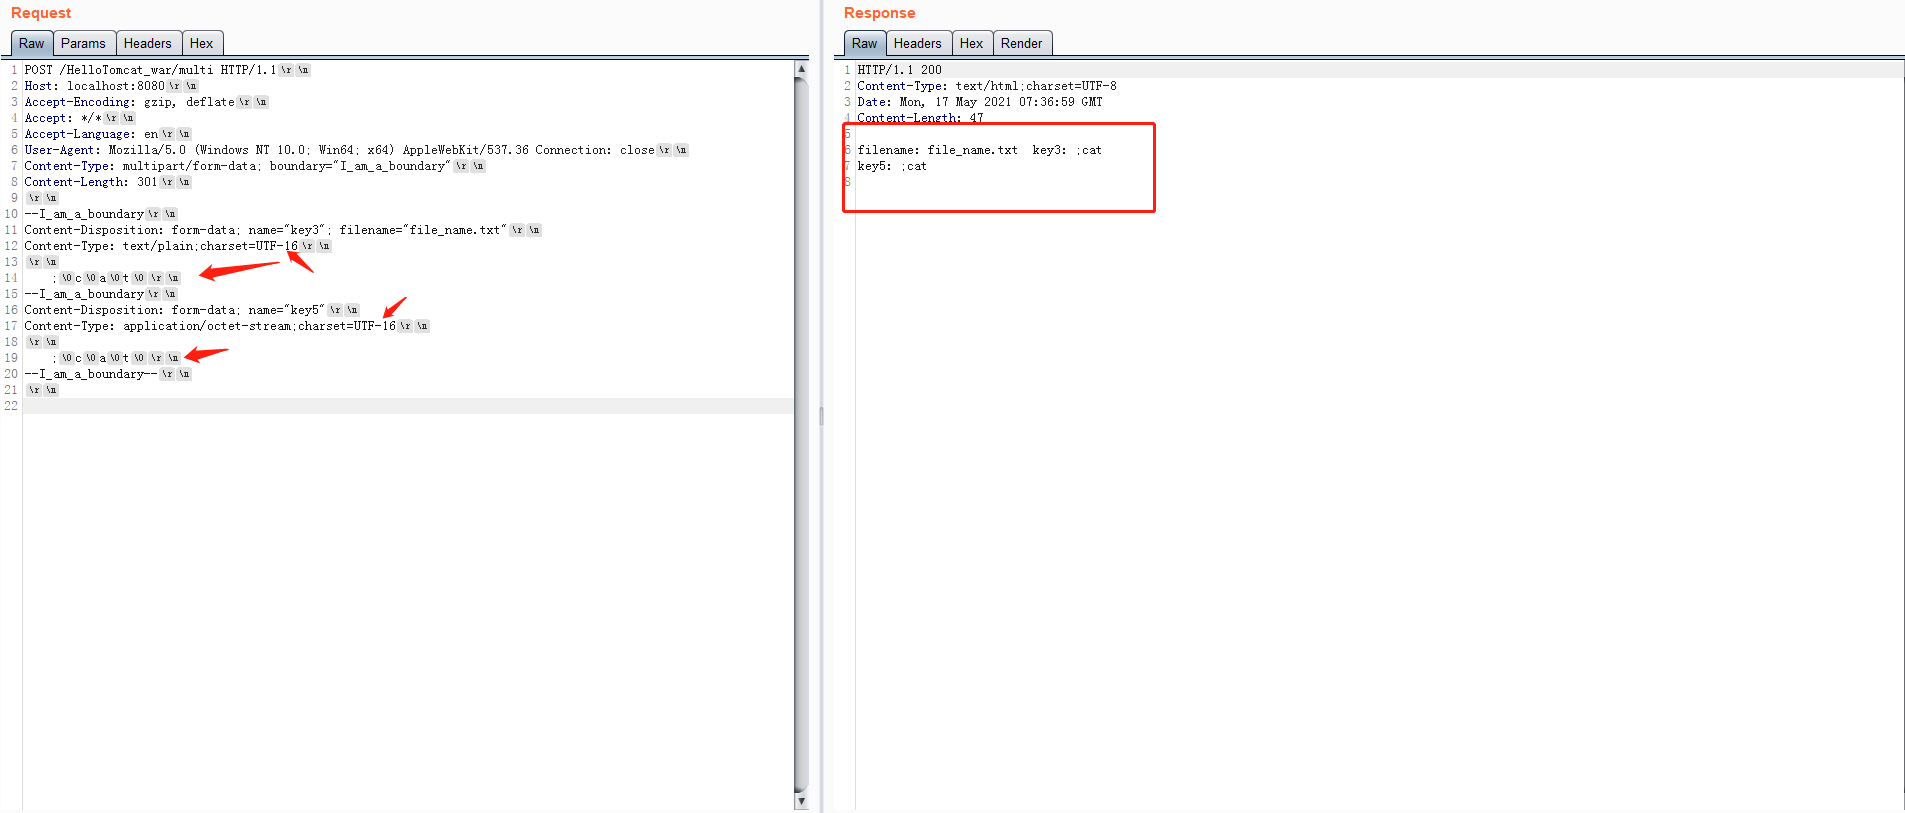 Request
Raw Params Headers Hex
1 POST /HelloTomcat_war/multi HTTP/1.1\r\n
2 Host: localhost:8080\r\n
3 Accept-Encoding: gzip, deflate\r\n
4 Accept: */*\r\n
5 Accept-Language: en\r\n
6 User-Agent: Mozilla/5.0 (Windows NT 10.0; Win64; x64) AppleWebKit/537.36 Connection: close\r\n
7 Content-Type: multipart/form-data; boundary="I_am_a_boundary"\r\n
8 Content-Length: 301\r\n
9 \r\n
10 --I_am_a_boundary\r\n
11 Content-Disposition: form-data; name="key3"; filename="file_name.txt"\r\n
12 Content-Type: text/plain;charset=UTF-16\r\n
13 \r\n
14 ;\0c\0a\0t\0\r\n
15 --I_am_a_boundary\r\n
16 Content-Disposition: form-data; name="key5"\r\n
17 Content-Type: application/octet-stream;charset=UTF-16\r\n
18 \r\n
19 ;\0c\0a\0t\0\r\n
20 --I_am_a_boundary--\r\n
21 \r\n
22
Response
Raw Headers Hex Render
1 HTTP/1.1 200
2 Content-Type: text/html;charset=UTF-8
3 Date: Mon, 17 May 2021 07:36:59 GMT
4 Content-Length: 47
5
6 filename: file_name.txt  key3: ;cat
7 key5: ;cat
8